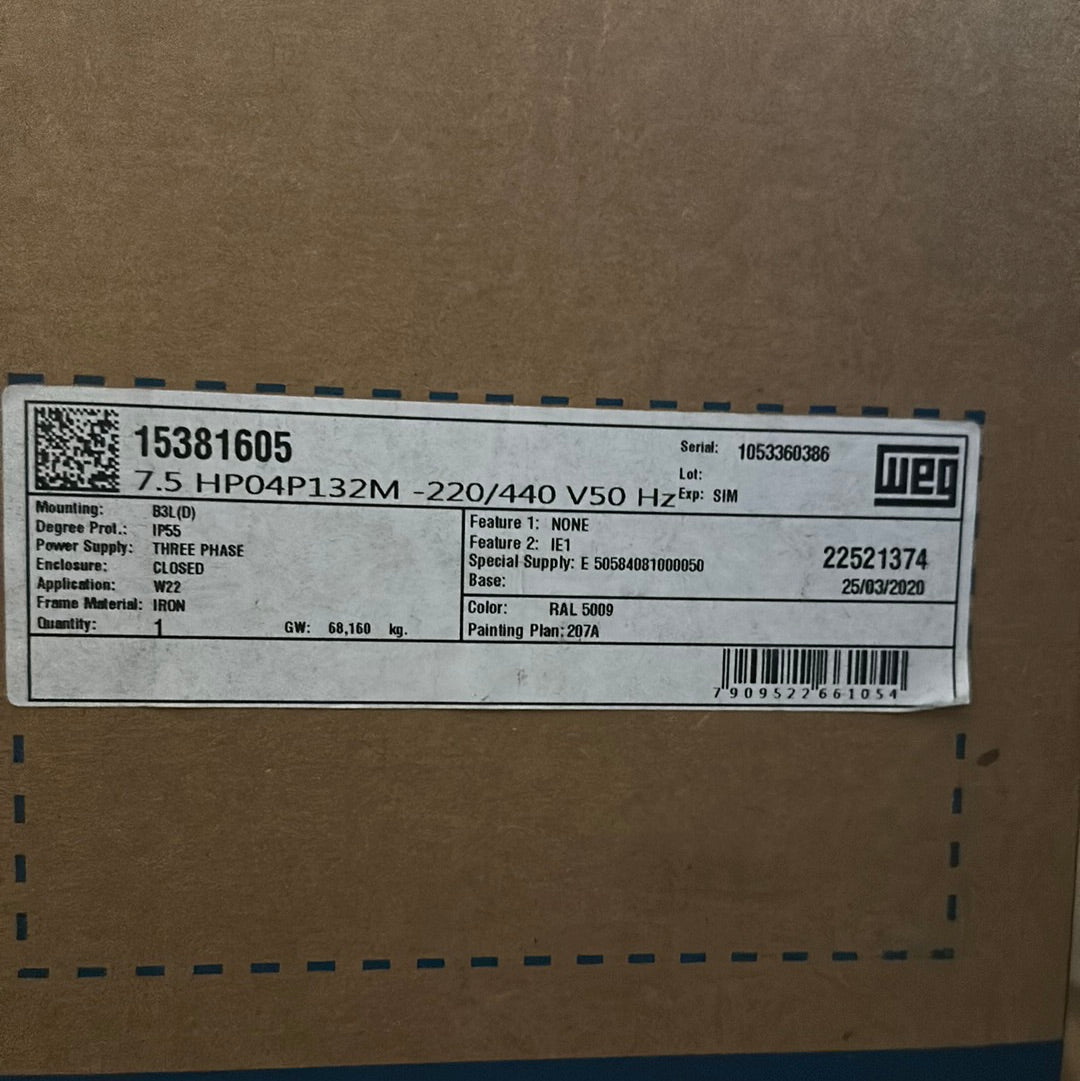 15381605
7.5 HP04P132M -220/440 V50 Hz
Serial: 1053360386
Lot:
Exp: SIM
WEG
Mounting: B3L(D)
Degree Prot.: IP55
Power Supply: THREE PHASE
Enclosure: CLOSED
Application: W22
Frame Material: IRON
Quantity: 1 GW: 68,160 kg.
Feature 1: NONE
Feature 2: IE1
Special Supply: E 50584081000050
Base:
22521374
25/03/2020
Color: RAL 5009
Painting Plan: 207A
7909522661054